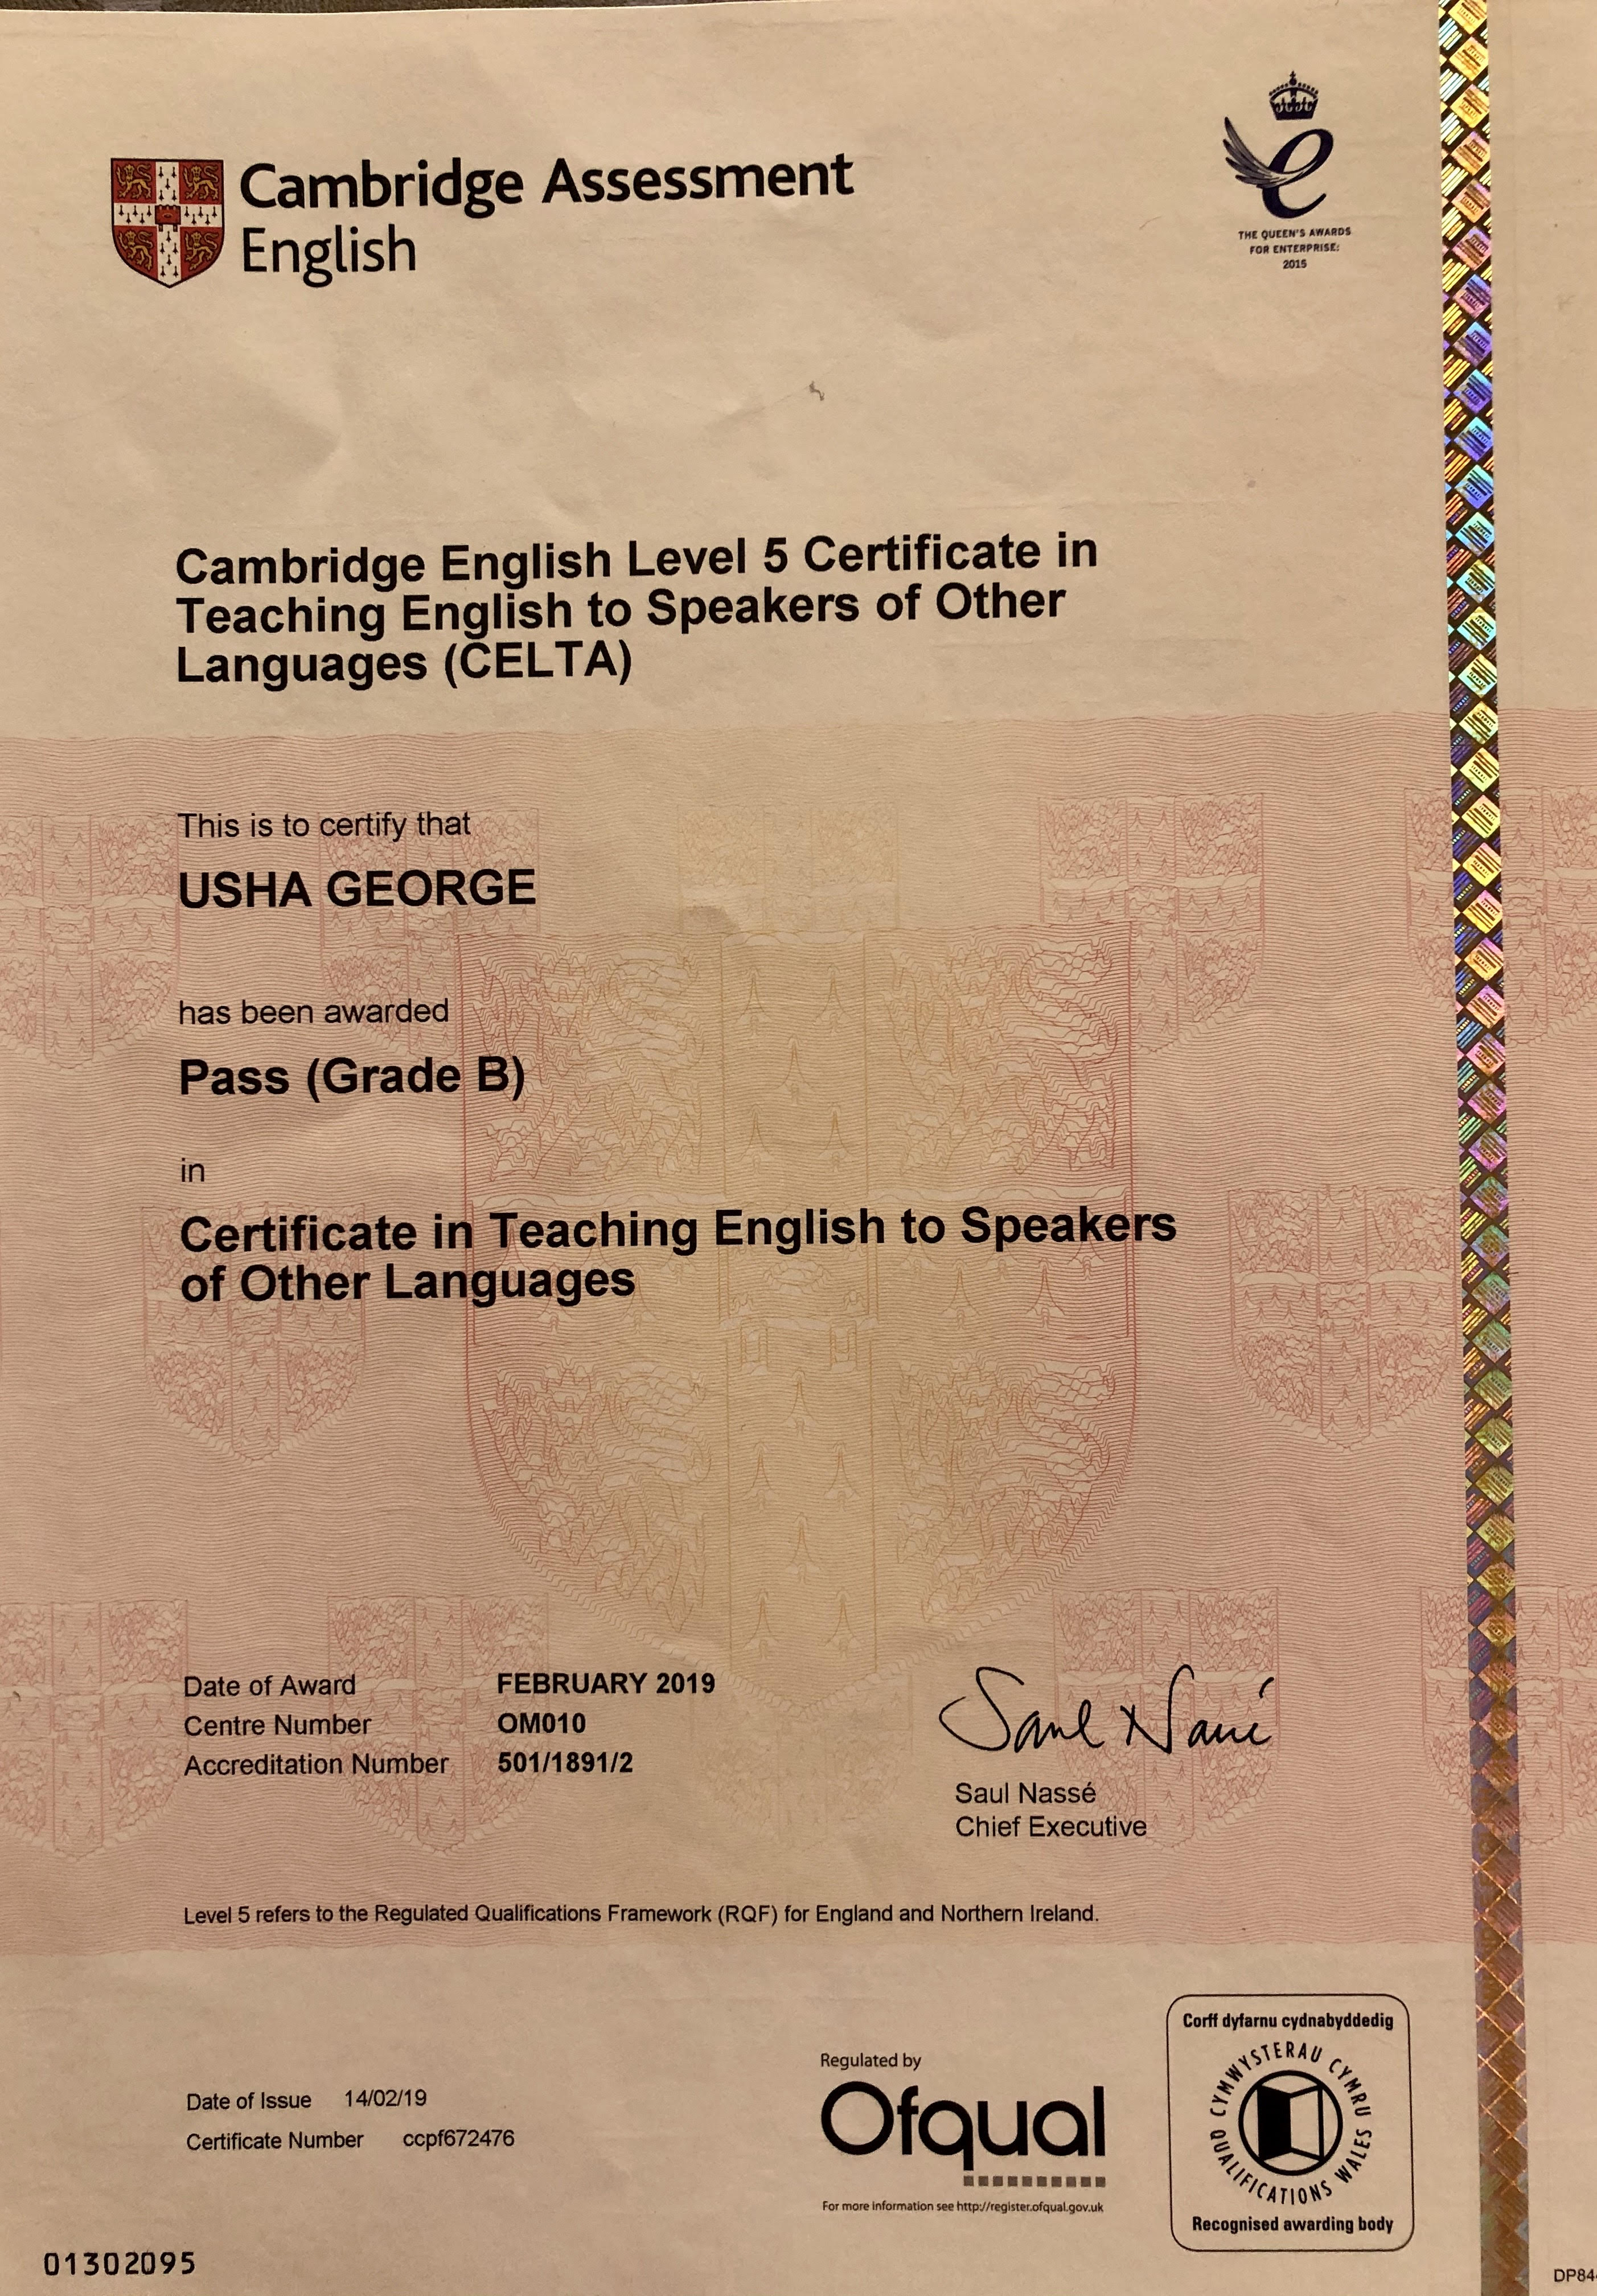 Cambridge Assessment
English
THE QUEEN'S AWARDS
FOR ENTERPRISE:
2015
Cambridge English Level 5 Certificate in
Teaching English to Speakers of Other
Languages (CELTA)
This is to certify that
USHA GEORGE
has been awarded
Pass (Grade B)
in
Certificate in Teaching English to Speakers
of Other Languages
Date of Award FEBRUARY 2019
Centre Number OM010
Accreditation Number 501/1891/2
Saul Nassé
Saul Nassé
Chief Executive
Level 5 refers to the Regulated Qualifications Framework (RQF) for England and Northern Ireland.
Date of Issue 14/02/19
Certificate Number ccpf672476
Regulated by
Ofqual
For more information see http://register.ofqual.gov.uk
Corff dyfarnu cydnabyddedig
CYMWYSTERAU CYMRU
QUALIFICATIONS WALES
Recognised awarding body
01302095